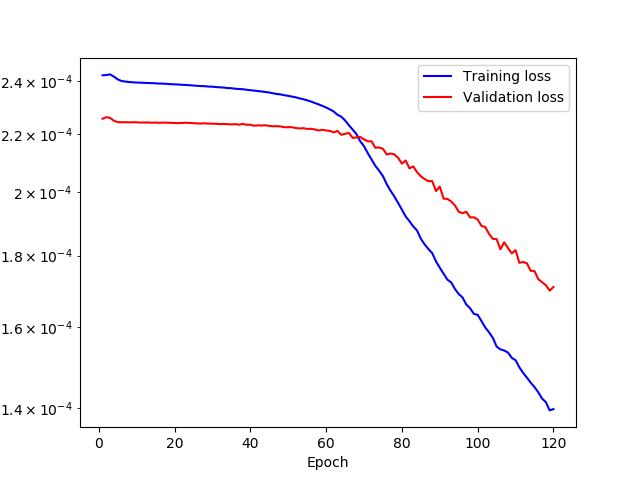 Training loss
Validation loss
2.4 × 10⁻⁴
2.2 × 10⁻⁴
2 × 10⁻⁴
1.8 × 10⁻⁴
1.6 × 10⁻⁴
1.4 × 10⁻⁴
0 20 40 60 80 100 120
Epoch